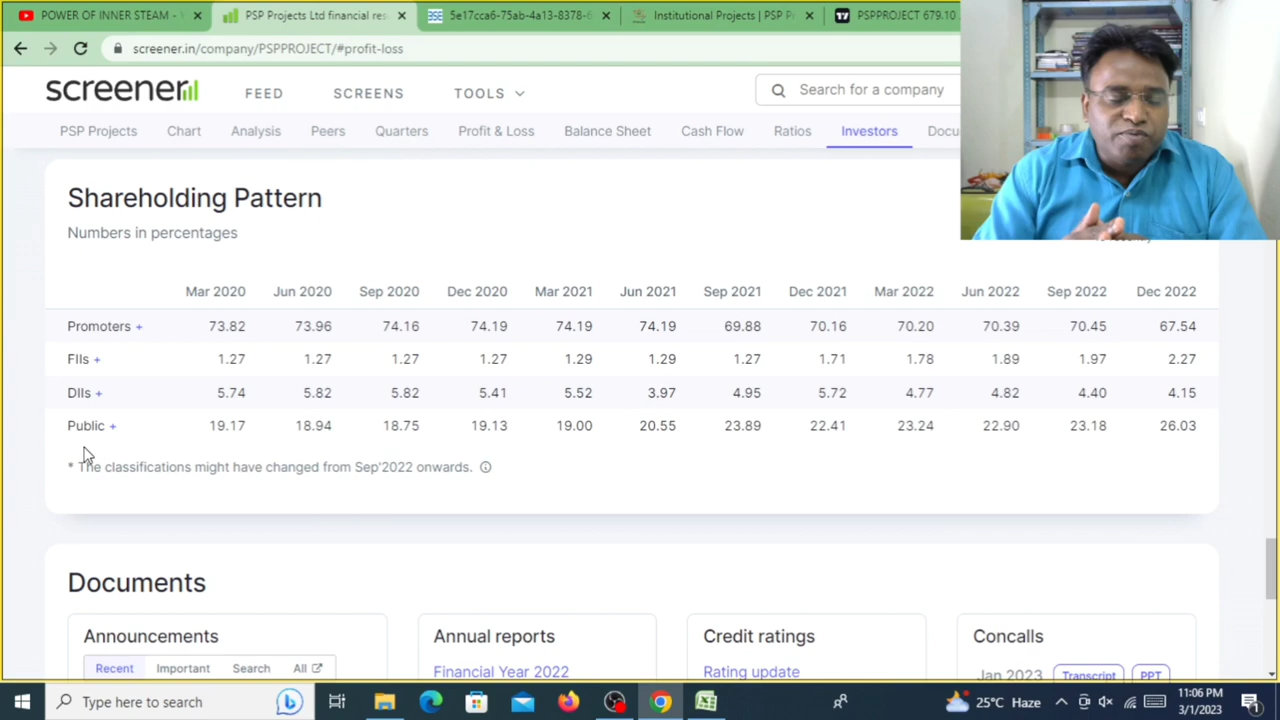 POWER OF INNER STEAM -
PSP Projects Ltd financial res
5e17cca6-75ab-4a13-8378-6
Institutional Projects | PSP P
PSPPROJECT 679.10
screener.in/company/PSPPROJECT/#profit-loss
screener
FEED
SCREENS
TOOLS
Search for a company
PSP Projects
Chart
Analysis
Peers
Quarters
Profit & Loss
Balance Sheet
Cash Flow
Ratios
Investors
Docu
Shareholding Pattern
Numbers in percentages
Mar 2020 Jun 2020 Sep 2020 Dec 2020 Mar 2021 Jun 2021 Sep 2021 Dec 2021 Mar 2022 Jun 2022 Sep 2022 Dec 2022
Promoters + 73.82 73.96 74.16 74.19 74.19 74.19 69.88 70.16 70.20 70.39 70.45 67.54
FIIs + 1.27 1.27 1.27 1.27 1.29 1.29 1.27 1.71 1.78 1.89 1.97 2.27
DIIs + 5.74 5.82 5.82 5.41 5.52 3.97 4.95 5.72 4.77 4.82 4.40 4.15
Public + 19.17 18.94 18.75 19.13 19.00 20.55 23.89 22.41 23.24 22.90 23.18 26.03
* The classifications might have changed from Sep'2022 onwards.
Documents
Announcements
Recent
Important
Search
All
Annual reports
Financial Year 2022
Credit ratings
Rating update
Concalls
Jan 2023
Transcript
PPT
Type here to search
25°C Haze
11:06 PM
3/1/2023